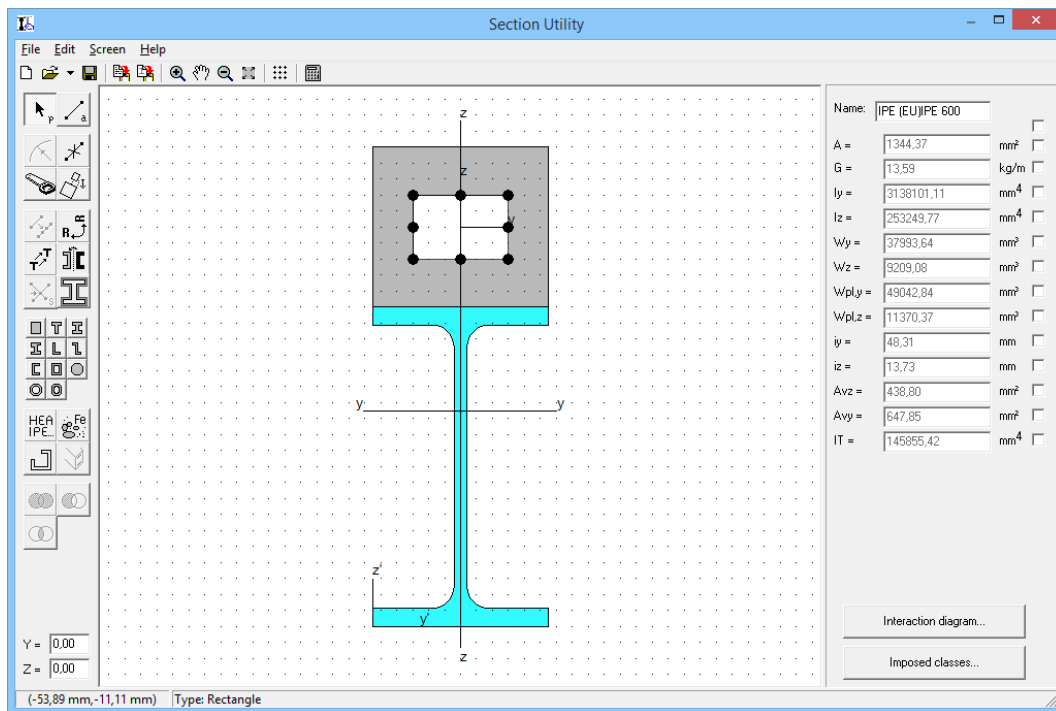 Section Utility
File Edit Screen Help
p a
R R
T T
s
HEA
IPE...
Fe
Y = 0,00
Z = 0,00
z
z
y
y y
z'
y'
z
Name: IPE (EU)IPE 600
A = 1344,37 mm²
G = 13,59 kg/m
Iy = 3138101,11 mm⁴
Iz = 253249,77 mm⁴
Wy = 37993,64 mm³
Wz = 9209,08 mm³
Wpl,y = 49042,84 mm³
Wpl,z = 11370,37 mm³
iy = 48,31 mm
iz = 13,73 mm
Avz = 438,80 mm²
Avy = 647,85 mm²
IT = 145855,42 mm⁴
Interaction diagram...
Imposed classes...
(-53,89 mm,-11,11 mm) Type: Rectangle